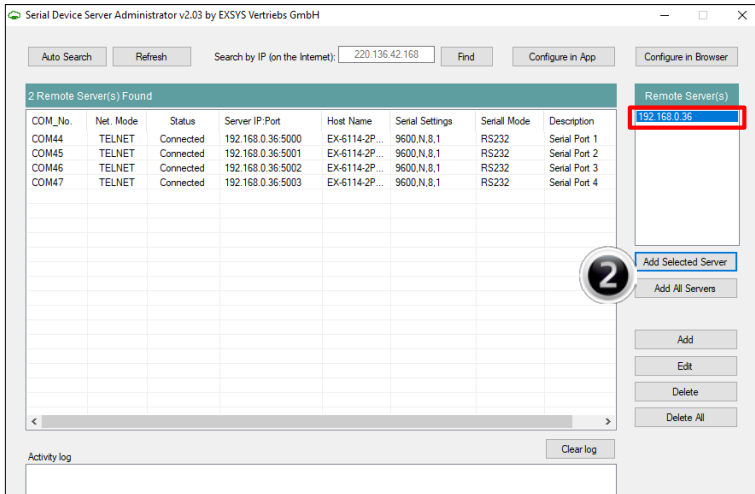 Serial Device Server Administrator v2.03 by EXSYS Vertriebs GmbH
Auto Search Refresh Search by IP (on the Internet): 220.136.42.168 Find Configure in App Configure in Browser
2 Remote Server(s) Found Remote Server(s)
COM_No. Net. Mode Status Server IP:Port Host Name Serial Settings Seriall Mode Description 192.168.0.36
COM44 TELNET Connected 192.168.0.36:5000 EX-6114-2P... 9600,N,8,1 RS232 Serial Port 1
COM45 TELNET Connected 192.168.0.36:5001 EX-6114-2P... 9600,N,8,1 RS232 Serial Port 2
COM46 TELNET Connected 192.168.0.36:5002 EX-6114-2P... 9600,N,8,1 RS232 Serial Port 3
COM47 TELNET Connected 192.168.0.36:5003 EX-6114-2P... 9600,N,8,1 RS232 Serial Port 4
2 Add Selected Server
Add All Servers
Add
Edit
Delete
Delete All
Clear log
Activity log